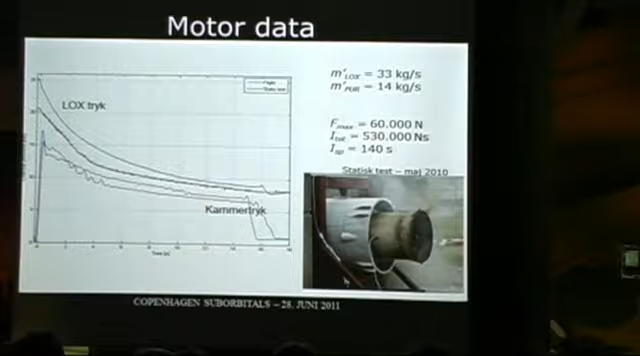 Motor data
LOX tryk
Kammertryk
m'LOX = 33 kg/s
m'PUR = 14 kg/s
Fmax = 60.000 N
Itot = 530.000 Ns
Isp = 140 s
Statisk test – maj 2010
COPENHAGEN SUBORBITALS – 28. JUNI 2011